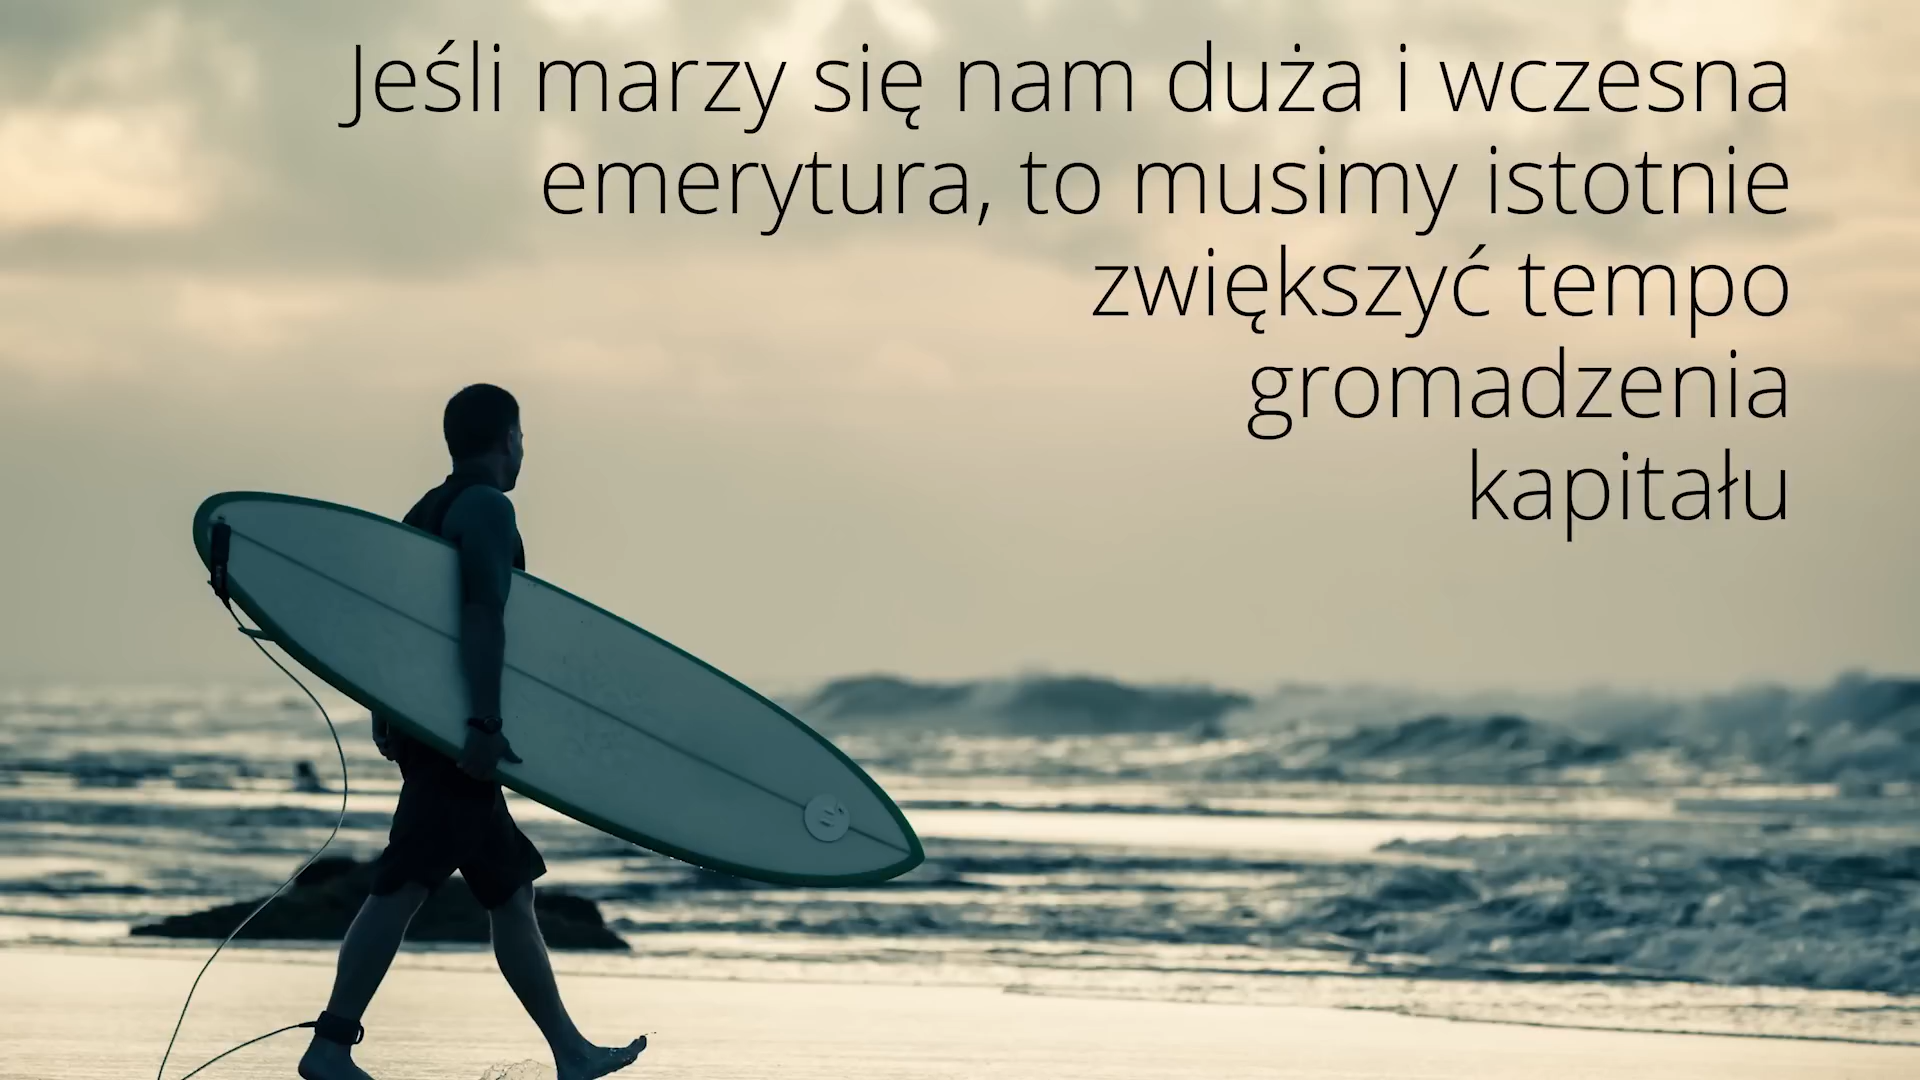 Jeśli marzy się nam duża i wczesna
emerytura, to musimy istotnie
zwiększyć tempo
gromadzenia
kapitału